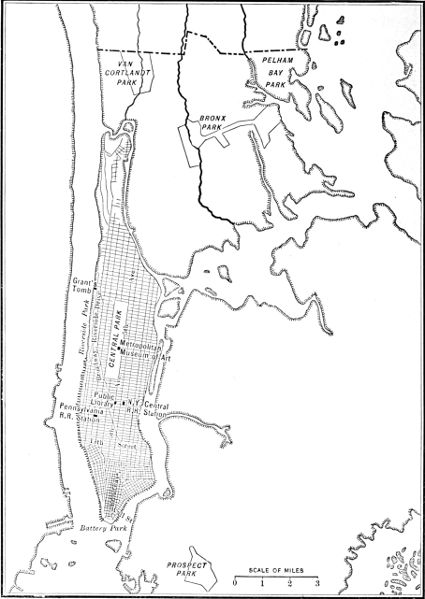 VAN
CORTLANDT
PARK
PELHAM
BAY
PARK
BRONX
PARK
Grant
Tomb
Riverside Park
Riverside Drive
CENTRAL PARK
Metropolitan
Museum of Art
Public
Library
N.Y. Central
R.R. Station
Pennsylvania
R.R. Station
Street
Battery Park
PROSPECT
PARK
SCALE OF MILES
0 1 2 3